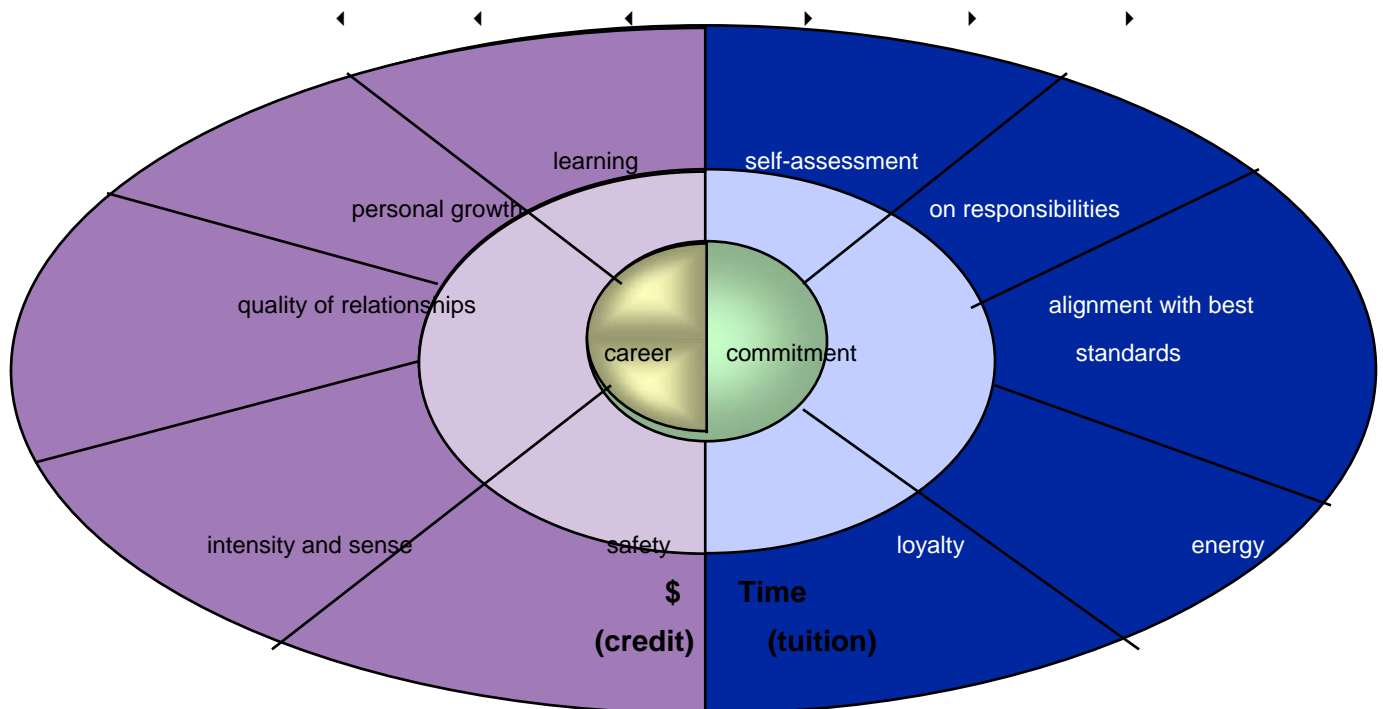 learning self-assessment
personal growth on responsibilities
quality of relationships alignment with best
career commitment standards
intensity and sense safety loyalty energy
$ Time
(credit) (tuition)